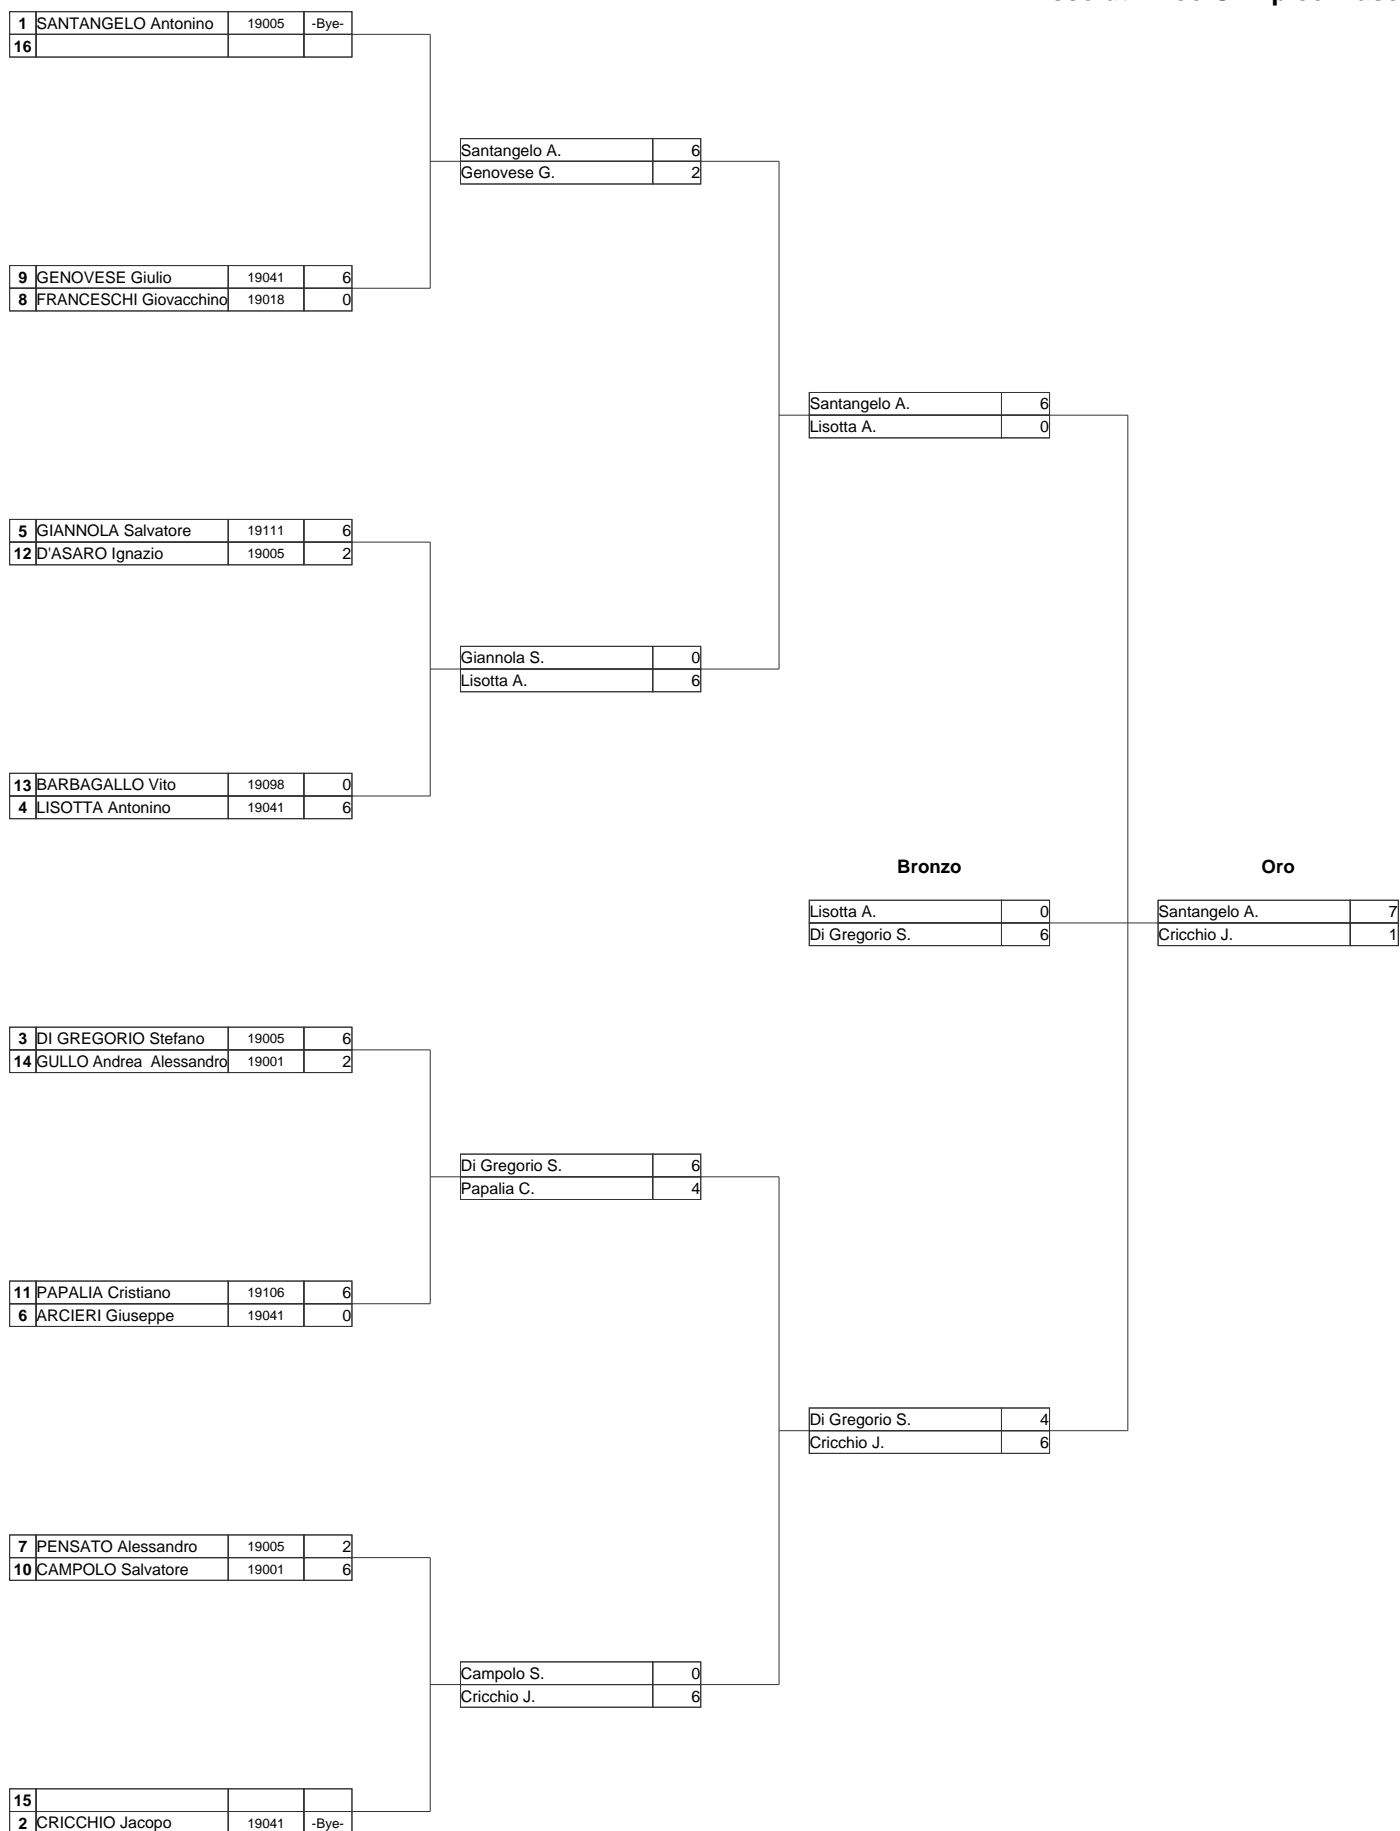 1 SANTANGELO Antonino 19005 -Bye-
16
Santangelo A. 6
Genovese G. 2
9 GENOVESE Giulio 19041 6
8 FRANCESCHI Giovacchino 19018 0
Santangelo A. 6
Lisotta A. 0
5 GIANNOLA Salvatore 19111 6
12 D'ASARO Ignazio 19005 2
Giannola S. 0
Lisotta A. 6
13 BARBAGALLO Vito 19098 0
4 LISOTTA Antonino 19041 6
Bronzo Oro
Lisotta A. 0 Santangelo A. 7
Di Gregorio S. 6 Cricchio J. 1
3 DI GREGORIO Stefano 19005 6
14 GULLO Andrea Alessandro 19001 2
Di Gregorio S. 6
Papalia C. 4
11 PAPALIA Cristiano 19106 6
6 ARCIERI Giuseppe 19041 0
Di Gregorio S. 4
Cricchio J. 6
7 PENSATO Alessandro 19005 2
10 CAMPOLO Salvatore 19001 6
Campolo S. 0
Cricchio J. 6
15
2 CRICCHIO Jacopo 19041 -Bye-